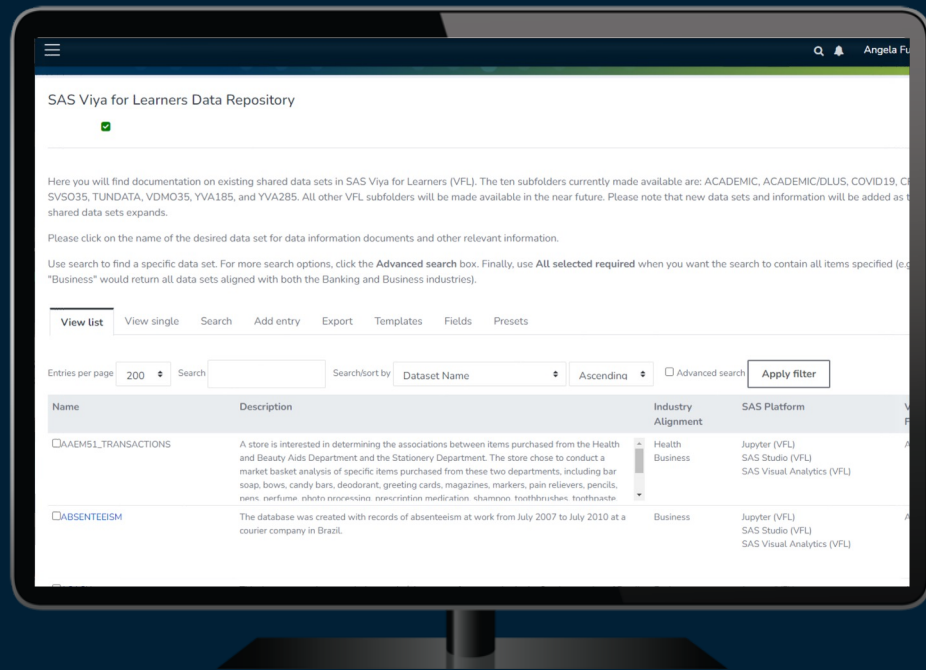 Angela Fu
SAS Viya for Learners Data Repository
Here you will find documentation on existing shared data sets in SAS Viya for Learners (VFL). The ten subfolders currently made available are: ACADEMIC, ACADEMIC/DLUS, COVID19,
SVSO35, TUNDATA, VDMO35, YVA185, and YVA285. All other VFL subfolders will be made available in the near future. Please note that new data sets and information will be added as
shared data sets expands.
Please click on the name of the desired data set for data information documents and other relevant information.
Use search to find a specific data set. For more search options, click the Advanced search box. Finally, use All selected required when you want the search to contain all items specified (e.g
"Business" would return all data sets aligned with both the Banking and Business industries).
View list View single Search Add entry Export Templates Fields Presets
Entries per page 200 Search Search/sort by Dataset Name Ascending Advanced search Apply filter
Name Description Industry Alignment SAS Platform
AAEM51_TRANSACTIONS
A store is interested in determining the associations between items purchased from the Health
and Beauty Aids Department and the Stationery Department. The store chose to conduct a
market basket analysis of specific items purchased from these two departments, including bar
soap, bows, candy bars, deodorant, greeting cards, magazines, markers, pain relievers, pencils,
pens, perfume, photo processing, prescription medication, shampoo, toothbrushes, toothpaste,
Health
Business
Jupyter (VFL)
SAS Studio (VFL)
SAS Visual Analytics (VFL)
ABSENTEEISM
The database was created with records of absenteeism at work from July 2007 to July 2010 at a
courier company in Brazil.
Business
Jupyter (VFL)
SAS Studio (VFL)
SAS Visual Analytics (VFL)